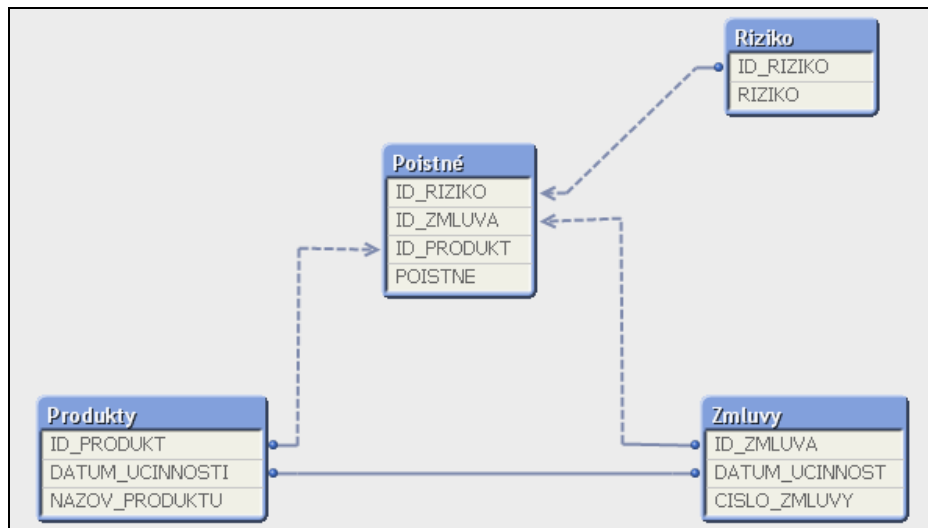 Riziko
ID_RIZIKO
RIZIKO
Poistné
ID_RIZIKO
ID_ZMLUVA
ID_PRODUKT
POISTNE
Produkty
ID_PRODUKT
DATUM_UCINNOSTI
NAZOV_PRODUKTU
Zmluvy
ID_ZMLUVA
DATUM_UCINNOST
CISLO_ZMLUVY